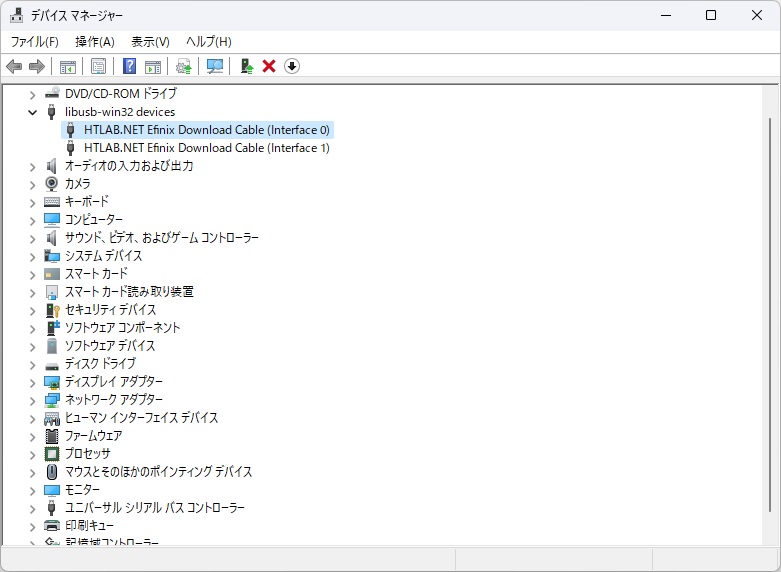 デバイス マネージャー
ファイル(F) 操作(A) 表示(V) ヘルプ(H)
DVD/CD-ROM ドライブ
libusb-win32 devices
HTLAB.NET Efinix Download Cable (Interface 0)
HTLAB.NET Efinix Download Cable (Interface 1)
オーディオの入力および出力
カメラ
キーボード
コンピューター
サウンド、ビデオ、およびゲーム コントローラー
システム デバイス
スマート カード
スマート カード読み取り装置
セキュリティ デバイス
ソフトウェア コンポーネント
ソフトウェア デバイス
ディスク ドライブ
ディスプレイ アダプター
ネットワーク アダプター
ヒューマン インターフェイス デバイス
ファームウェア
プロセッサ
マウスとそのほかのポインティング デバイス
モニター
ユニバーサル シリアル バス コントローラー
印刷キュー
記憶域コントローラー